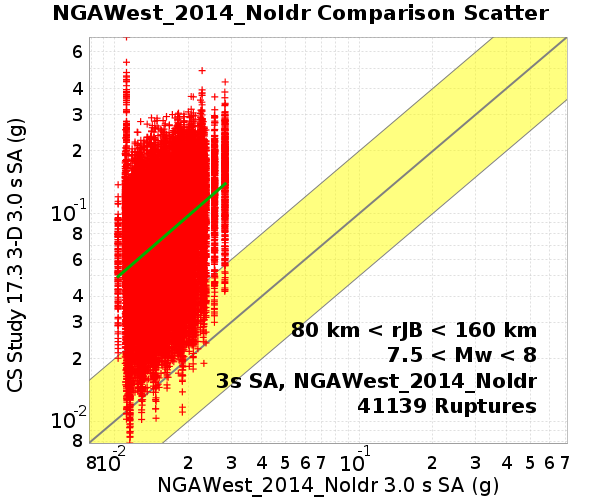 NGAWest_2014_NoIdr Comparison Scatter
CS Study 17.3 3-D 3.0 s SA (g)
6
4
3
2
10^-1
8
6
4
3
2
10^-2
8
80 km < rJB < 160 km
7.5 < Mw < 8
3s SA, NGAWest_2014_NoIdr
41139 Ruptures
8 10^-2 2 3 4 5 6 7 10^-1 2 3 4 5 6 7
NGAWest_2014_NoIdr 3.0 s SA (g)